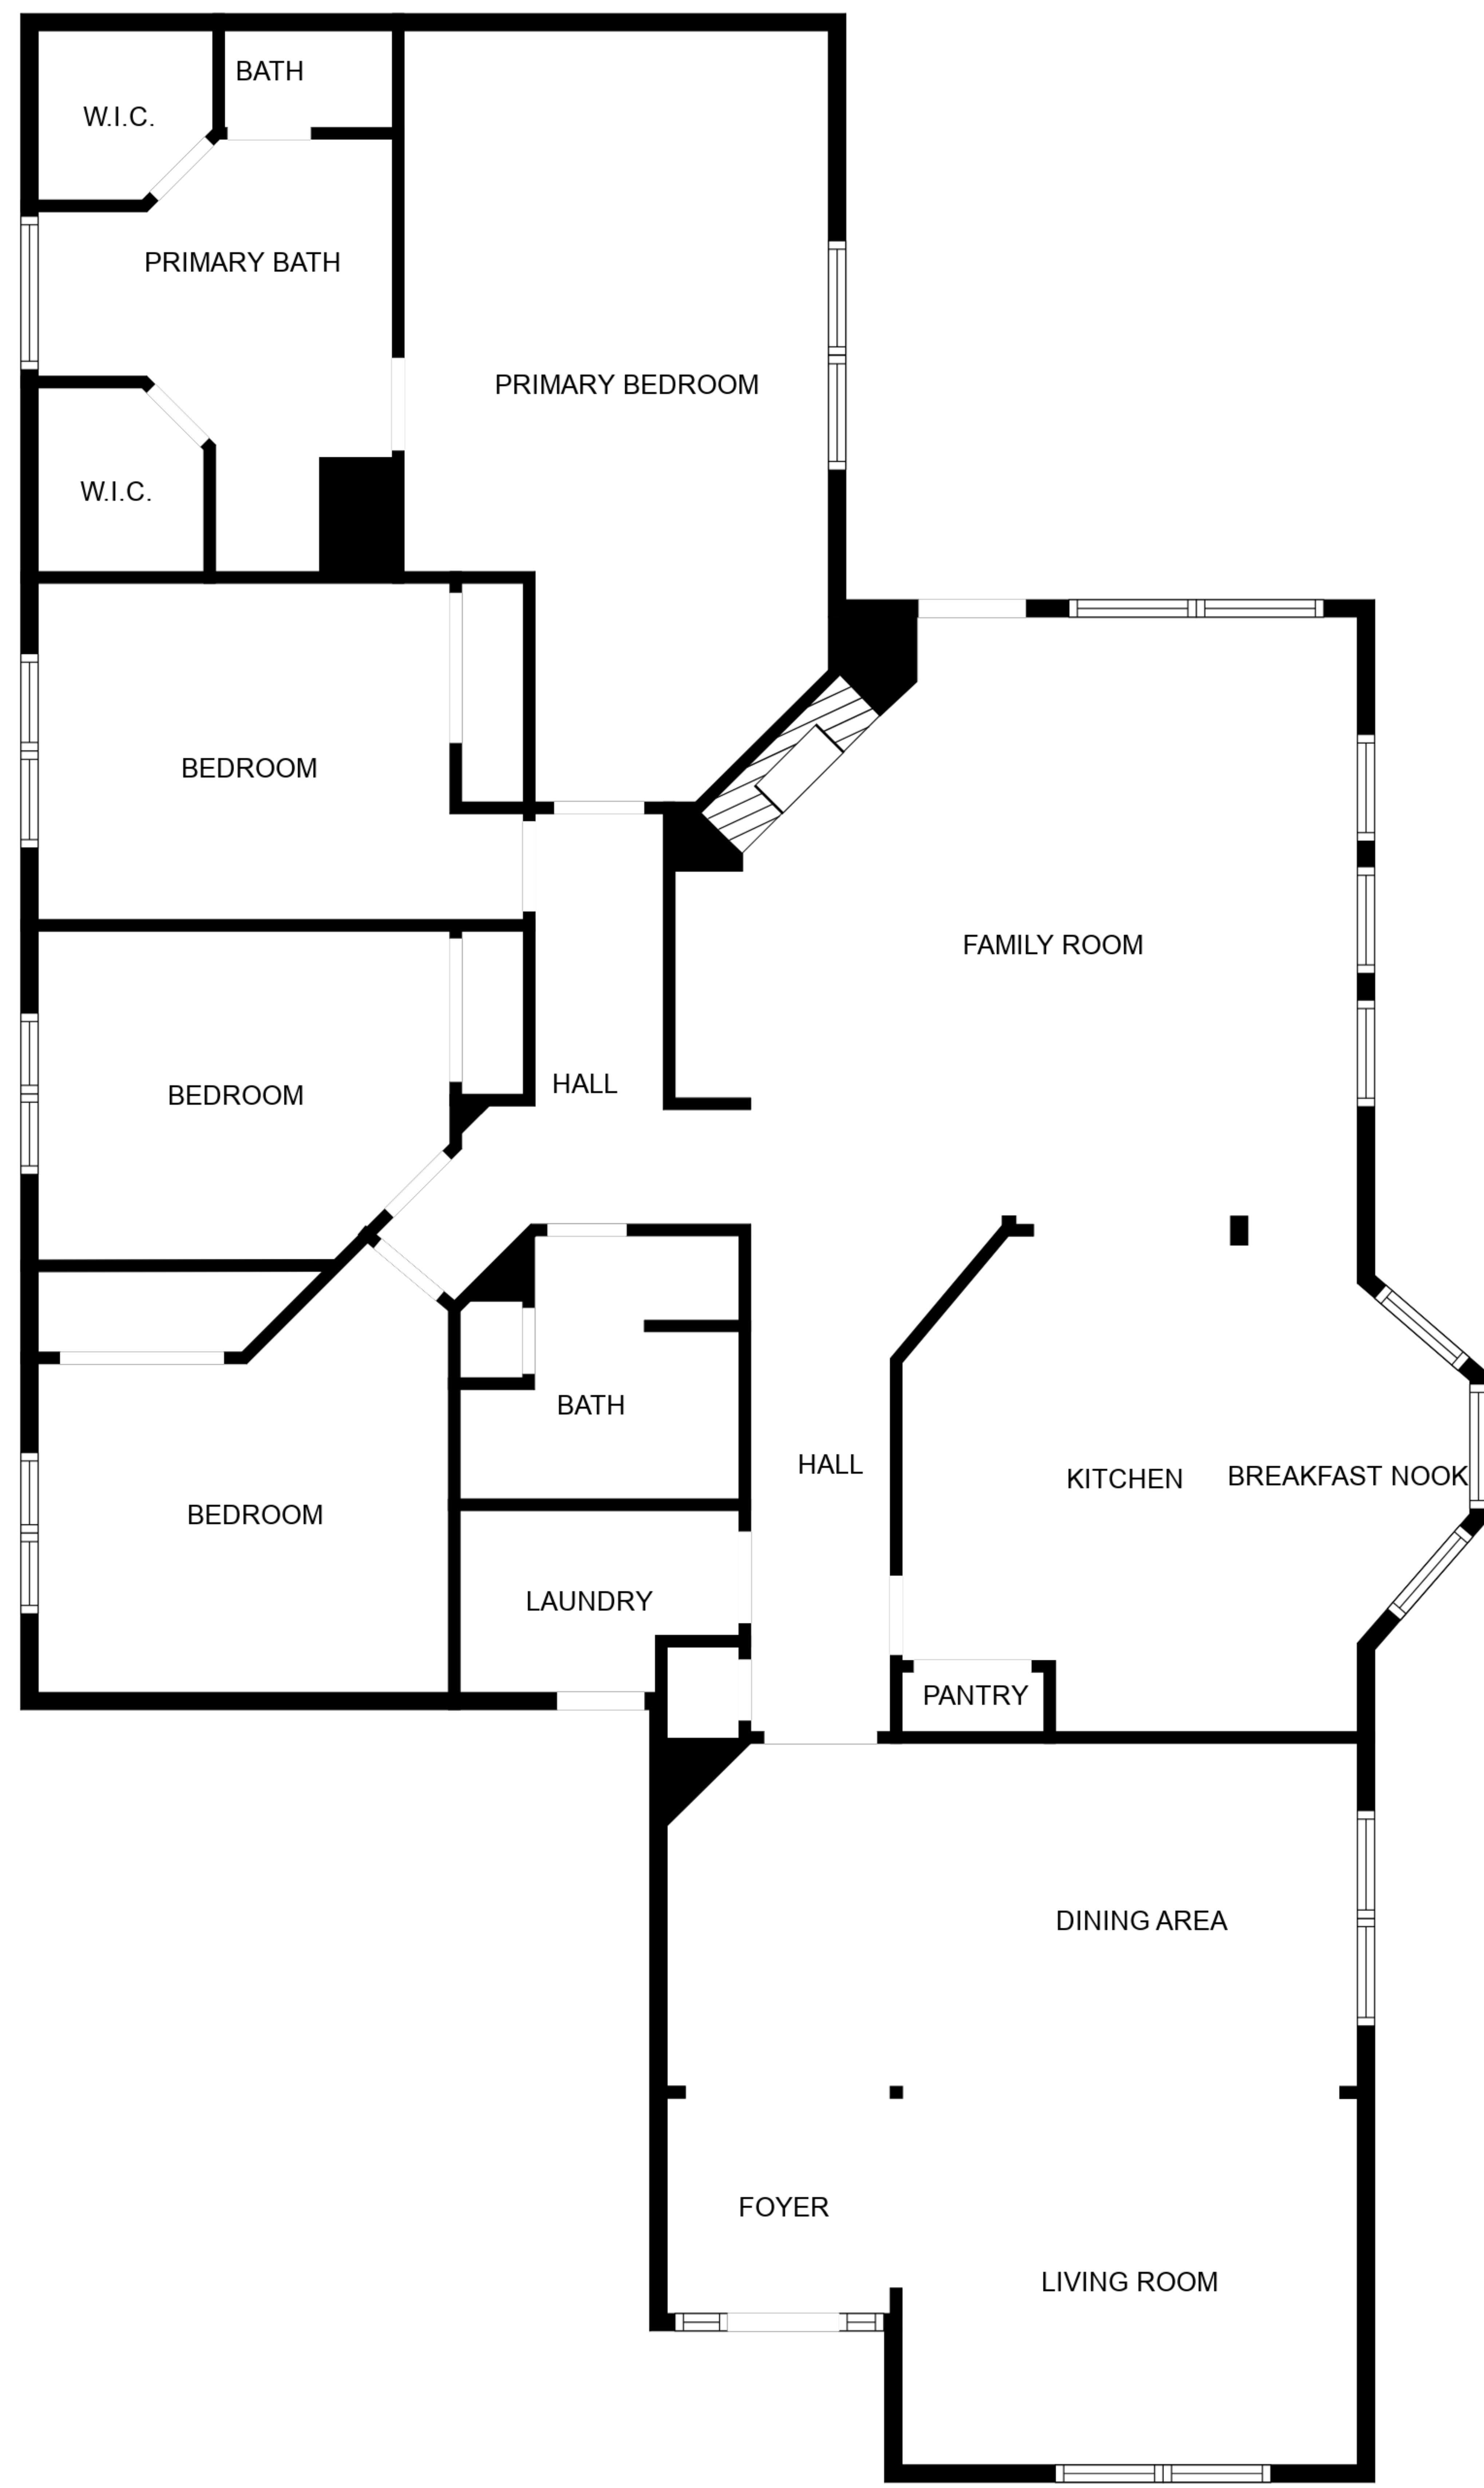 BATH
W.I.C.
PRIMARY BATH
PRIMARY BEDROOM
W.I.C.
BEDROOM
FAMILY ROOM
HALL
BEDROOM
BATH
HALL
KITCHEN
BREAKFAST NOOK
BEDROOM
LAUNDRY
PANTRY
DINING AREA
FOYER
LIVING ROOM